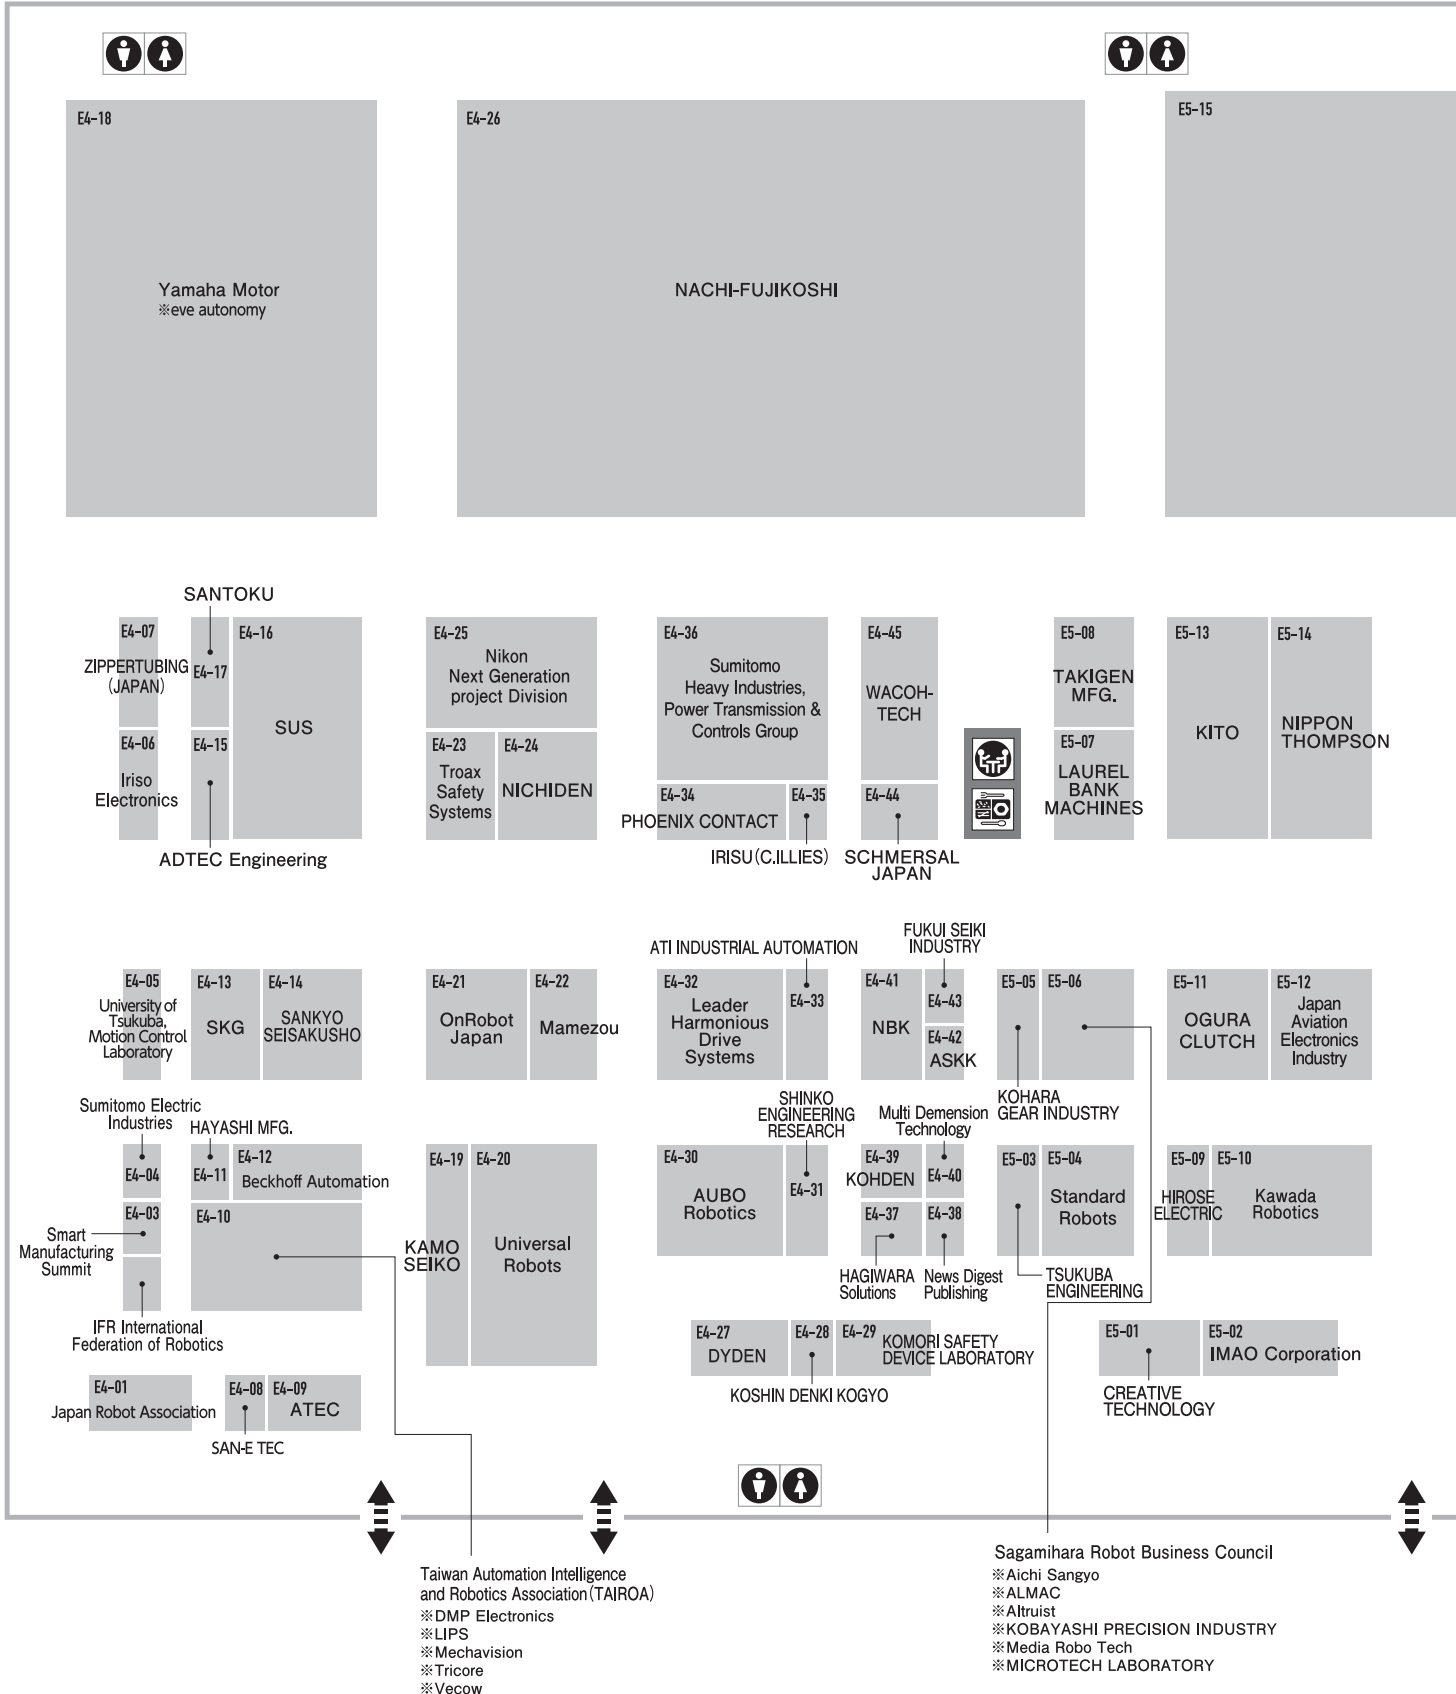 E4-18
E4-26
E5-15
Yamaha Motor
※eve autonomy
NACHI-FUJIKOSHI
SANTOKU
E4-07
ZIPPERTUBING
(JAPAN)
E4-17
E4-16
SUS
E4-06
Iriso
Electronics
E4-15
ADTEC Engineering
E4-25
Nikon
Next Generation
project Division
E4-23
Troax
Safety
Systems
E4-24
NICHIDEN
E4-36
Sumitomo
Heavy Industries,
Power Transmission &
Controls Group
E4-34
PHOENIX CONTACT
E4-35
IRISU(C.ILLIES)
E4-45
WACOH-
TECH
E4-44
SCHMERSAL
JAPAN
E5-08
TAKIGEN
MFG.
E5-07
LAUREL
BANK
MACHINES
E5-13
KITO
E5-14
NIPPON
THOMPSON
E4-05
University of
Tsukuba,
Motion Control
Laboratory
E4-13
SKG
E4-14
SANKYO
SEISAKUSHO
E4-21
OnRobot
Japan
E4-22
Mamezou
ATI INDUSTRIAL AUTOMATION
E4-32
Leader
Harmonious
Drive
Systems
E4-33
FUKUI SEIKI
INDUSTRY
E4-41
NBK
E4-43
E4-42
ASKK
E5-05
E5-06
KOHARA
GEAR INDUSTRY
E5-11
OGURA
CLUTCH
E5-12
Japan
Aviation
Electronics
Industry
Sumitomo Electric
Industries
E4-04
HAYASHI MFG.
E4-11
E4-12
Beckhoff Automation
E4-03
Smart
Manufacturing
Summit
E4-10
IFR International
Federation of Robotics
E4-19
KAMO
SEIKO
E4-20
Universal
Robots
SHINKO
ENGINEERING
RESEARCH
E4-30
AUBO
Robotics
E4-31
Multi Demension
Technology
E4-39
KOHDEN
E4-40
E4-37
E4-38
HAGIWARA
Solutions
News Digest
Publishing
E5-03
E5-04
Standard
Robots
TSUKUBA
ENGINEERING
E5-09
HIROSE
ELECTRIC
E5-10
Kawada
Robotics
E4-27
DYDEN
E4-28
KOSHIN DENKI KOGYO
E4-29
KOMORI SAFETY
DEVICE LABORATORY
E5-01
CREATIVE
TECHNOLOGY
E5-02
IMAO Corporation
E4-01
Japan Robot Association
E4-08
SAN-E TEC
E4-09
ATEC
Taiwan Automation Intelligence
and Robotics Association(TAIROA)
※DMP Electronics
※LIPS
※Mechavision
※Tricore
※Vecow
Sagamihara Robot Business Council
※Aichi Sangyo
※ALMAC
※Altruist
※KOBAYASHI PRECISION INDUSTRY
※Media Robo Tech
※MICROTECH LABORATORY